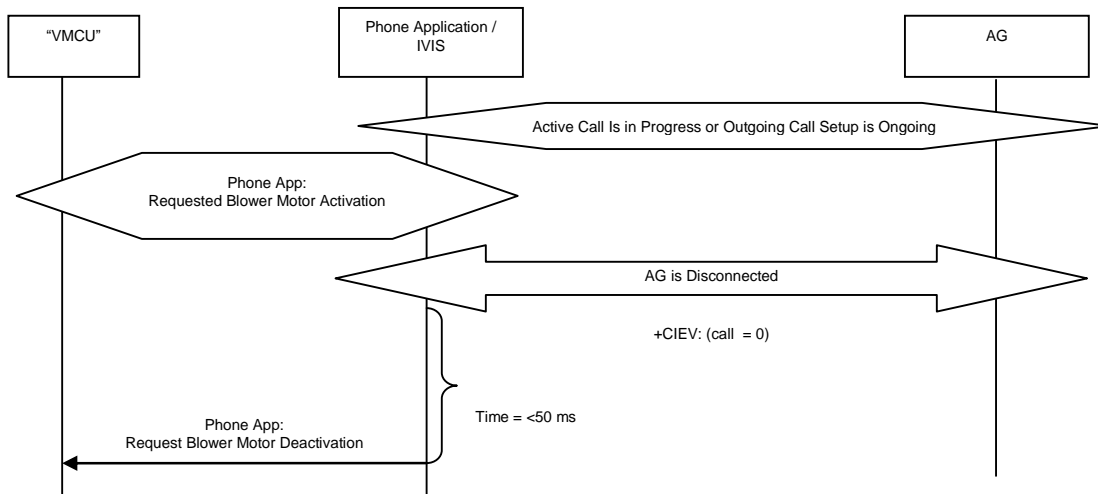 “VMCU”
Phone Application /
IVIS
AG
Active Call Is in Progress or Outgoing Call Setup is Ongoing
Phone App:
Requested Blower Motor Activation
AG is Disconnected
+CIEV: (call  = 0)
Time = <50 ms
Phone App:
Request Blower Motor Deactivation